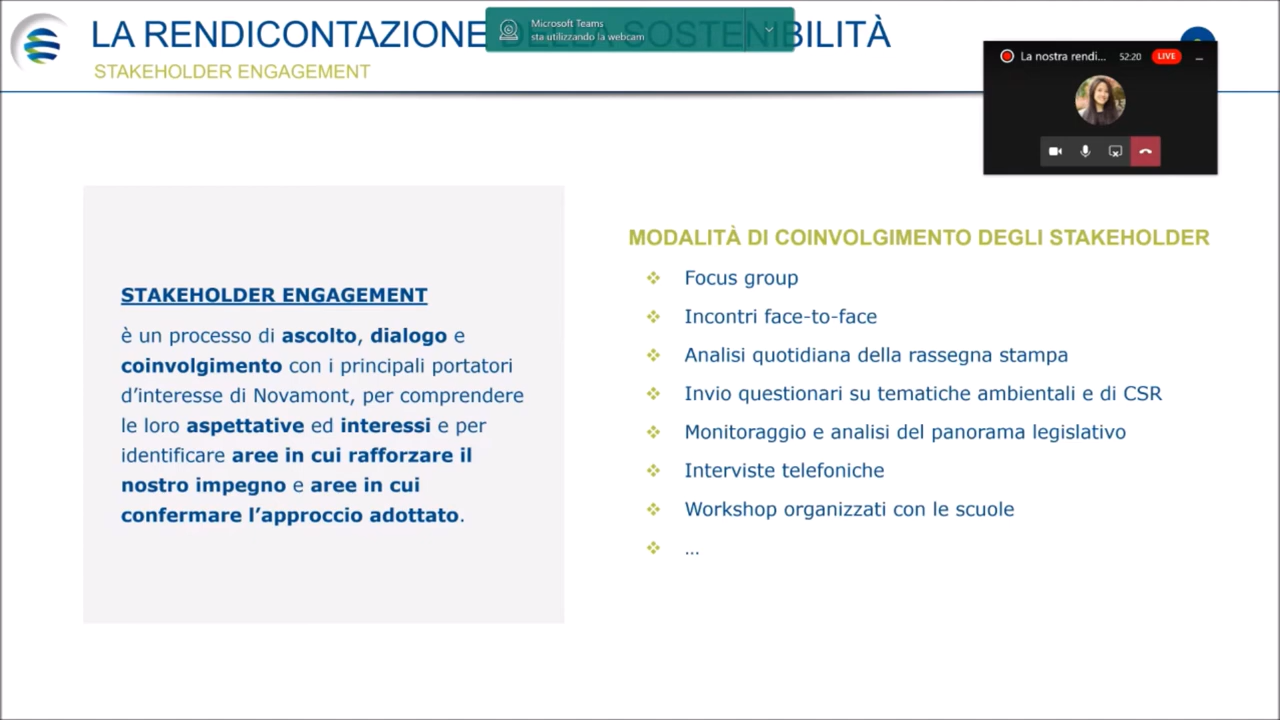 LA RENDICONTAZIONE DELLA SOSTENIBILITÀ
STAKEHOLDER ENGAGEMENT
Microsoft Teams
sta utilizzando la webcam
La nostra rendi... 52:20 LIVE
STAKEHOLDER ENGAGEMENT
è un processo di ascolto, dialogo e
coinvolgimento con i principali portatori
d’interesse di Novamont, per comprendere
le loro aspettative ed interessi e per
identificare aree in cui rafforzare il
nostro impegno e aree in cui
confermare l’approccio adottato.
MODALITÀ DI COINVOLGIMENTO DEGLI STAKEHOLDER
Focus group
Incontri face-to-face
Analisi quotidiana della rassegna stampa
Invio questionari su tematiche ambientali e di CSR
Monitoraggio e analisi del panorama legislativo
Interviste telefoniche
Workshop organizzati con le scuole
...